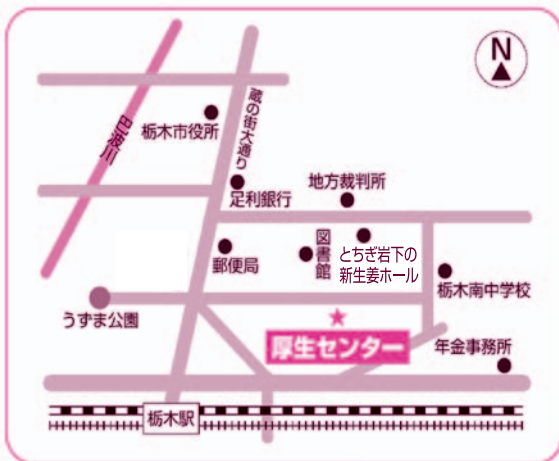 N
巴波川
栃木市役所
蔵の街大通り
足利銀行
地方裁判所
郵便局
図書館
とちぎ岩下の
新生姜ホール
栃木南中学校
うずま公園
厚生センター
年金事務所
栃木駅